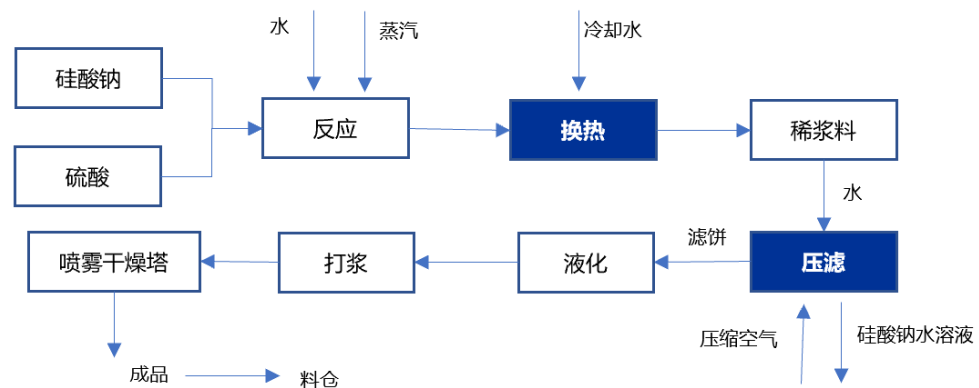 水
蒸汽
冷却水
硅酸钠
反应
换热
稀浆料
硫酸
水
喷雾干燥塔
打浆
液化
滤饼
压滤
压缩空气
硅酸钠水溶液
成品
料仓